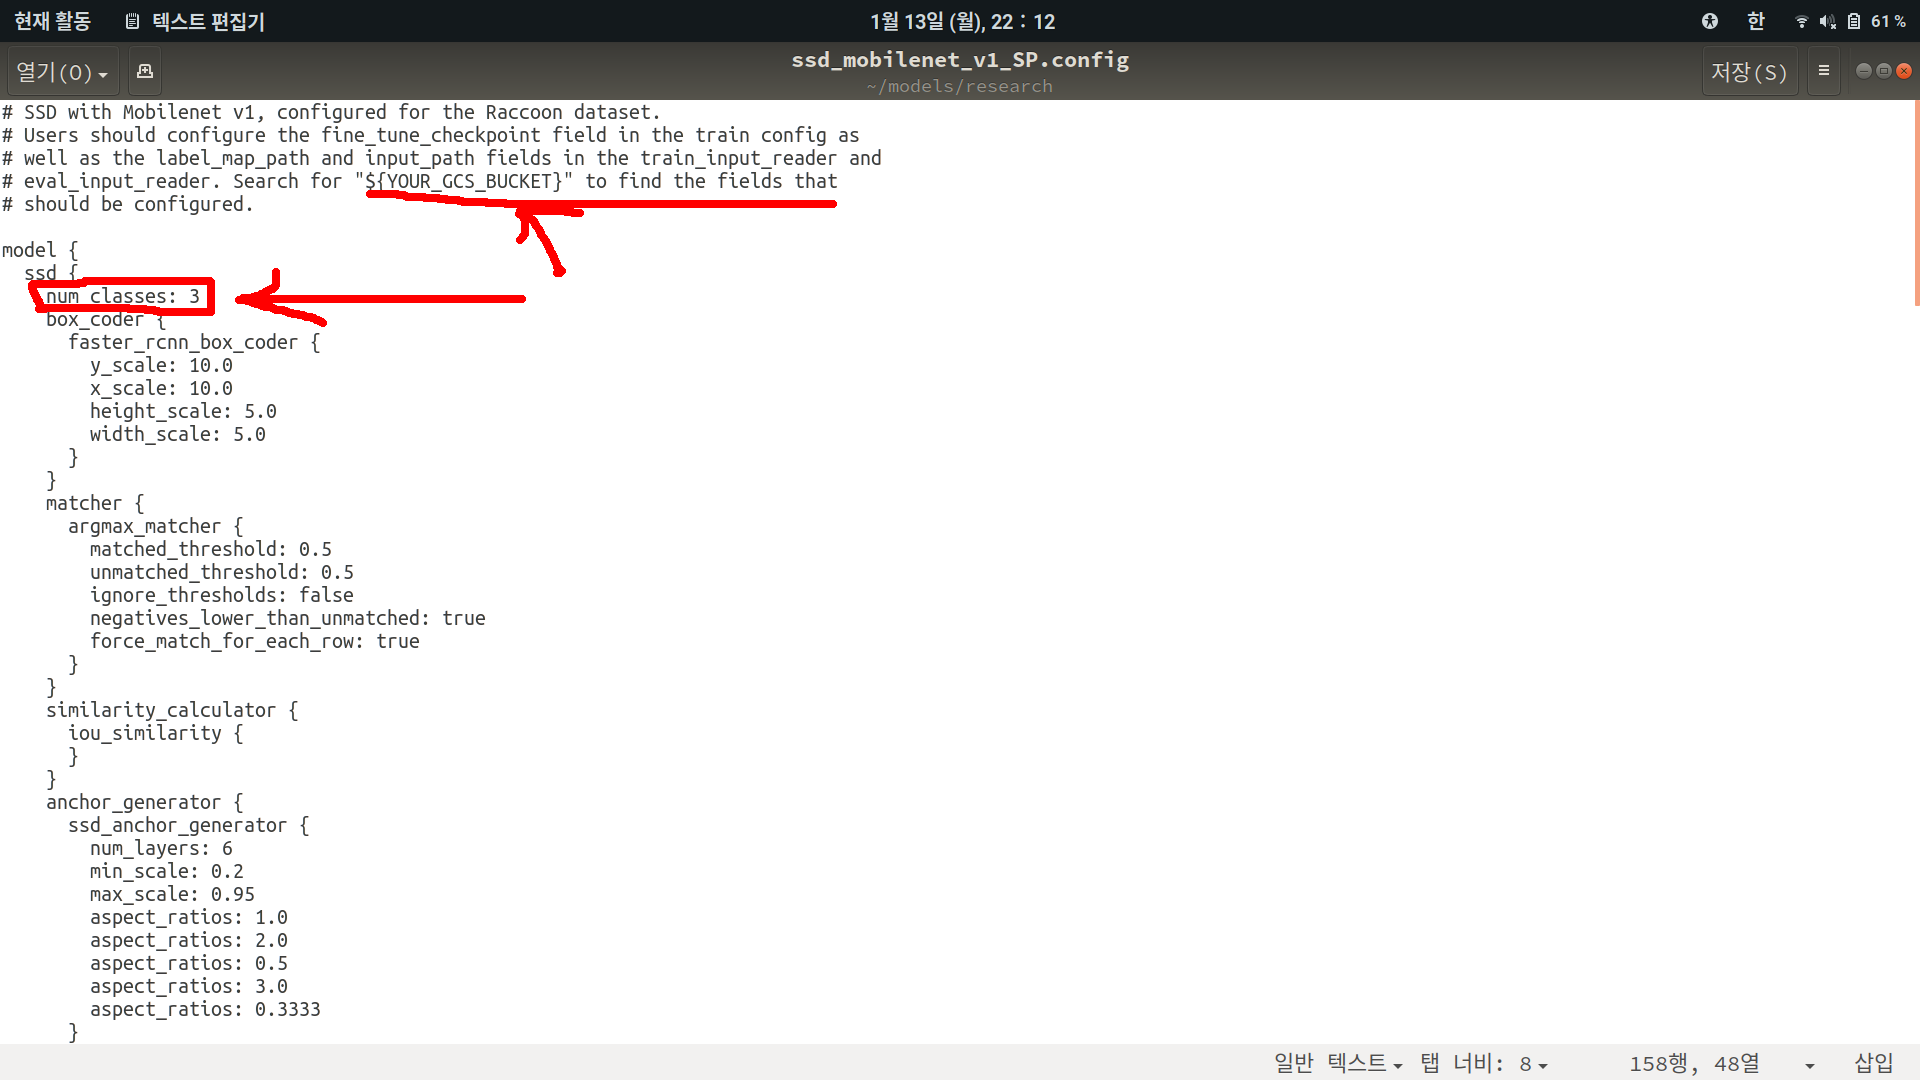 현재 활동 텍스트 편집기 1월 13일 (월), 22 : 12 한 61 %
열기(O) ssd_mobilenet_v1_SP.config 저장(S)
~/models/research
# SSD with Mobilenet v1, configured for the Raccoon dataset.
# Users should configure the fine_tune_checkpoint field in the train config as
# well as the label_map_path and input_path fields in the train_input_reader and
# eval_input_reader. Search for "${YOUR_GCS_BUCKET}" to find the fields that
# should be configured.
model {
  ssd {
    num_classes: 3
    box_coder {
      faster_rcnn_box_coder {
        y_scale: 10.0
        x_scale: 10.0
        height_scale: 5.0
        width_scale: 5.0
      }
    }
    matcher {
      argmax_matcher {
        matched_threshold: 0.5
        unmatched_threshold: 0.5
        ignore_thresholds: false
        negatives_lower_than_unmatched: true
        force_match_for_each_row: true
      }
    }
    similarity_calculator {
      iou_similarity {
      }
    }
    anchor_generator {
      ssd_anchor_generator {
        num_layers: 6
        min_scale: 0.2
        max_scale: 0.95
        aspect_ratios: 1.0
        aspect_ratios: 2.0
        aspect_ratios: 0.5
        aspect_ratios: 3.0
        aspect_ratios: 0.3333
      }
일반 텍스트 탭 너비: 8 158행, 48열 삽입